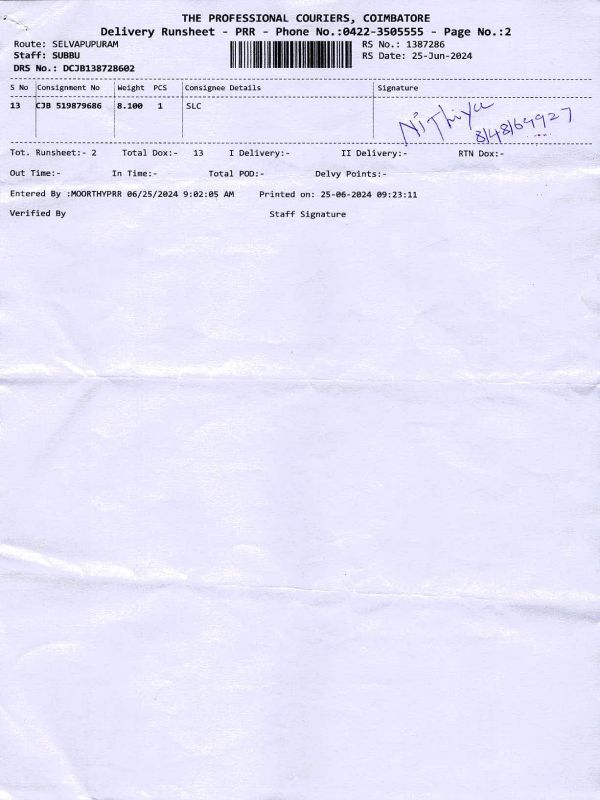 THE PROFESSIONAL COURIERS, COIMBATORE
Delivery Runsheet - PRR - Phone No.:0422-3505555 - Page No.:2
Route: SELVAPUPURAM RS No.: 1387286
Staff: SUBBU RS Date: 25-Jun-2024
DRS No.: DCJB138728602
S No Consignment No Weight PCS Consignee Details Signature
13 CJB 519879686 8.100 1 SLC
Nithiya
Tot. Runsheet:- 2 Total Dox:- 13 I Delivery:- II Delivery:- RTN Dox:-
Out Time:- In Time:- Total POD:- Delvy Points:-
Entered By :MOORTHYPRR 06/25/2024 9:02:05 AM Printed on: 25-06-2024 09:23:11
Verified By Staff Signature